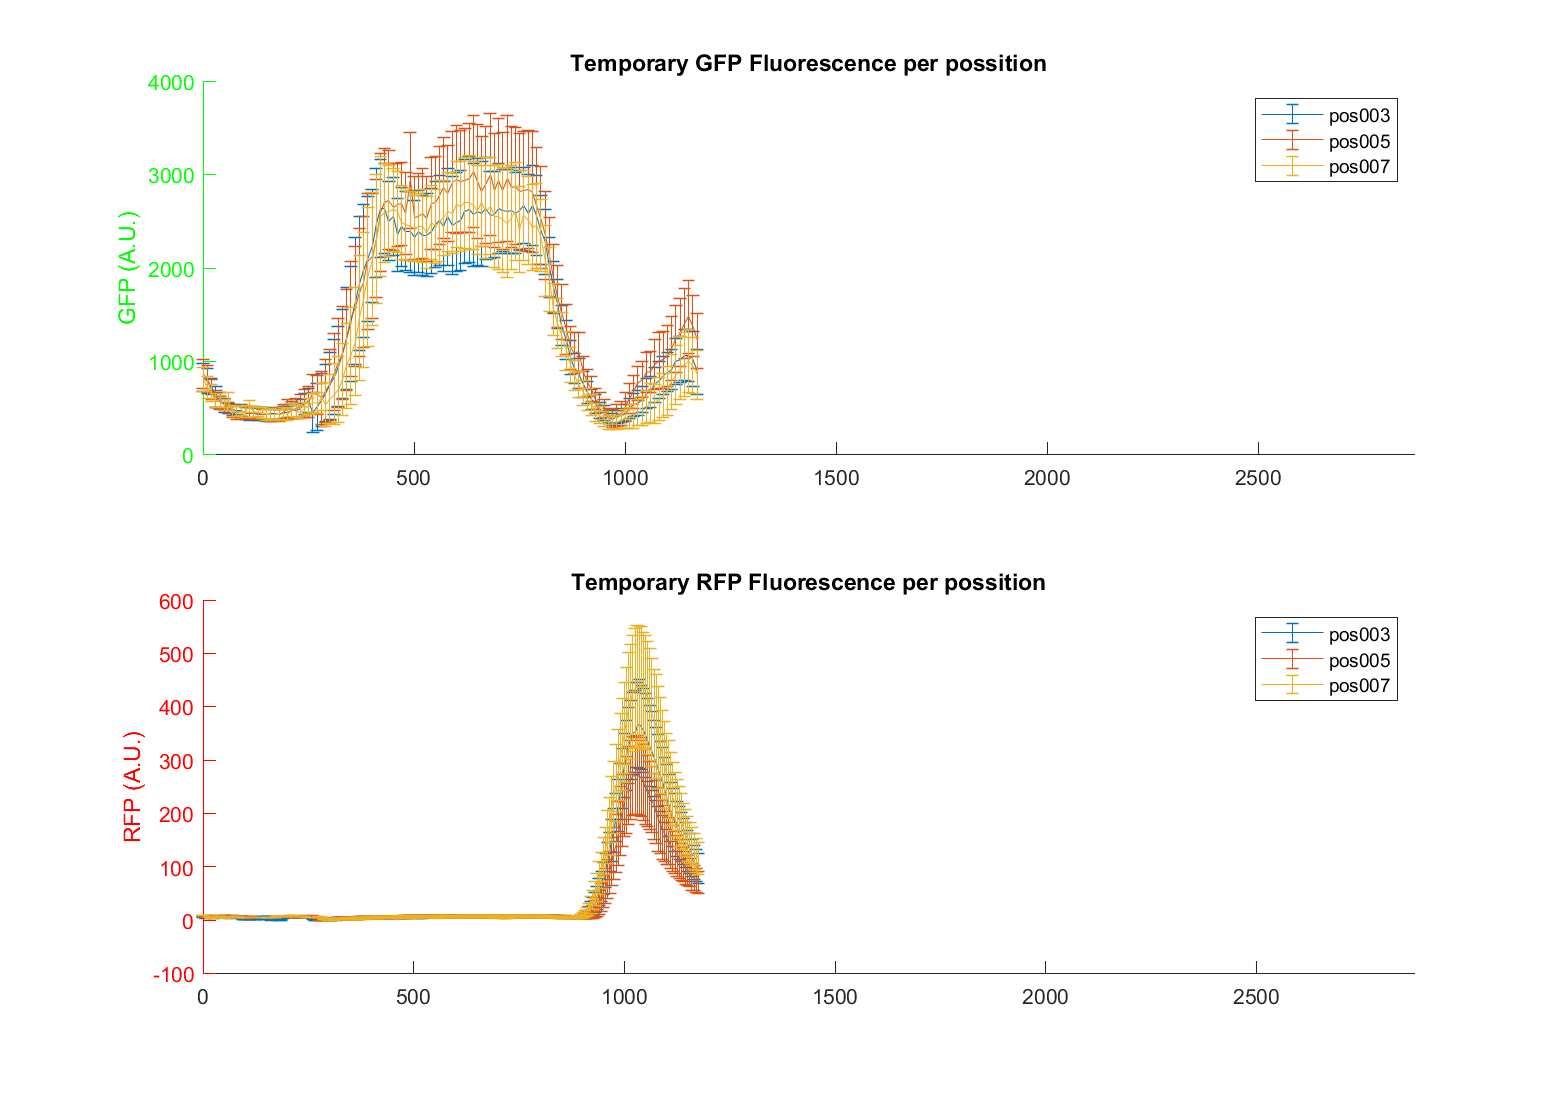 Temporary GFP Fluorescence per possition
4000
3000
2000
1000
0
GFP (A.U.)
0 500 1000 1500 2000 2500
pos003
pos005
pos007
Temporary RFP Fluorescence per possition
600
500
400
300
200
100
0
-100
RFP (A.U.)
0 500 1000 1500 2000 2500
pos003
pos005
pos007